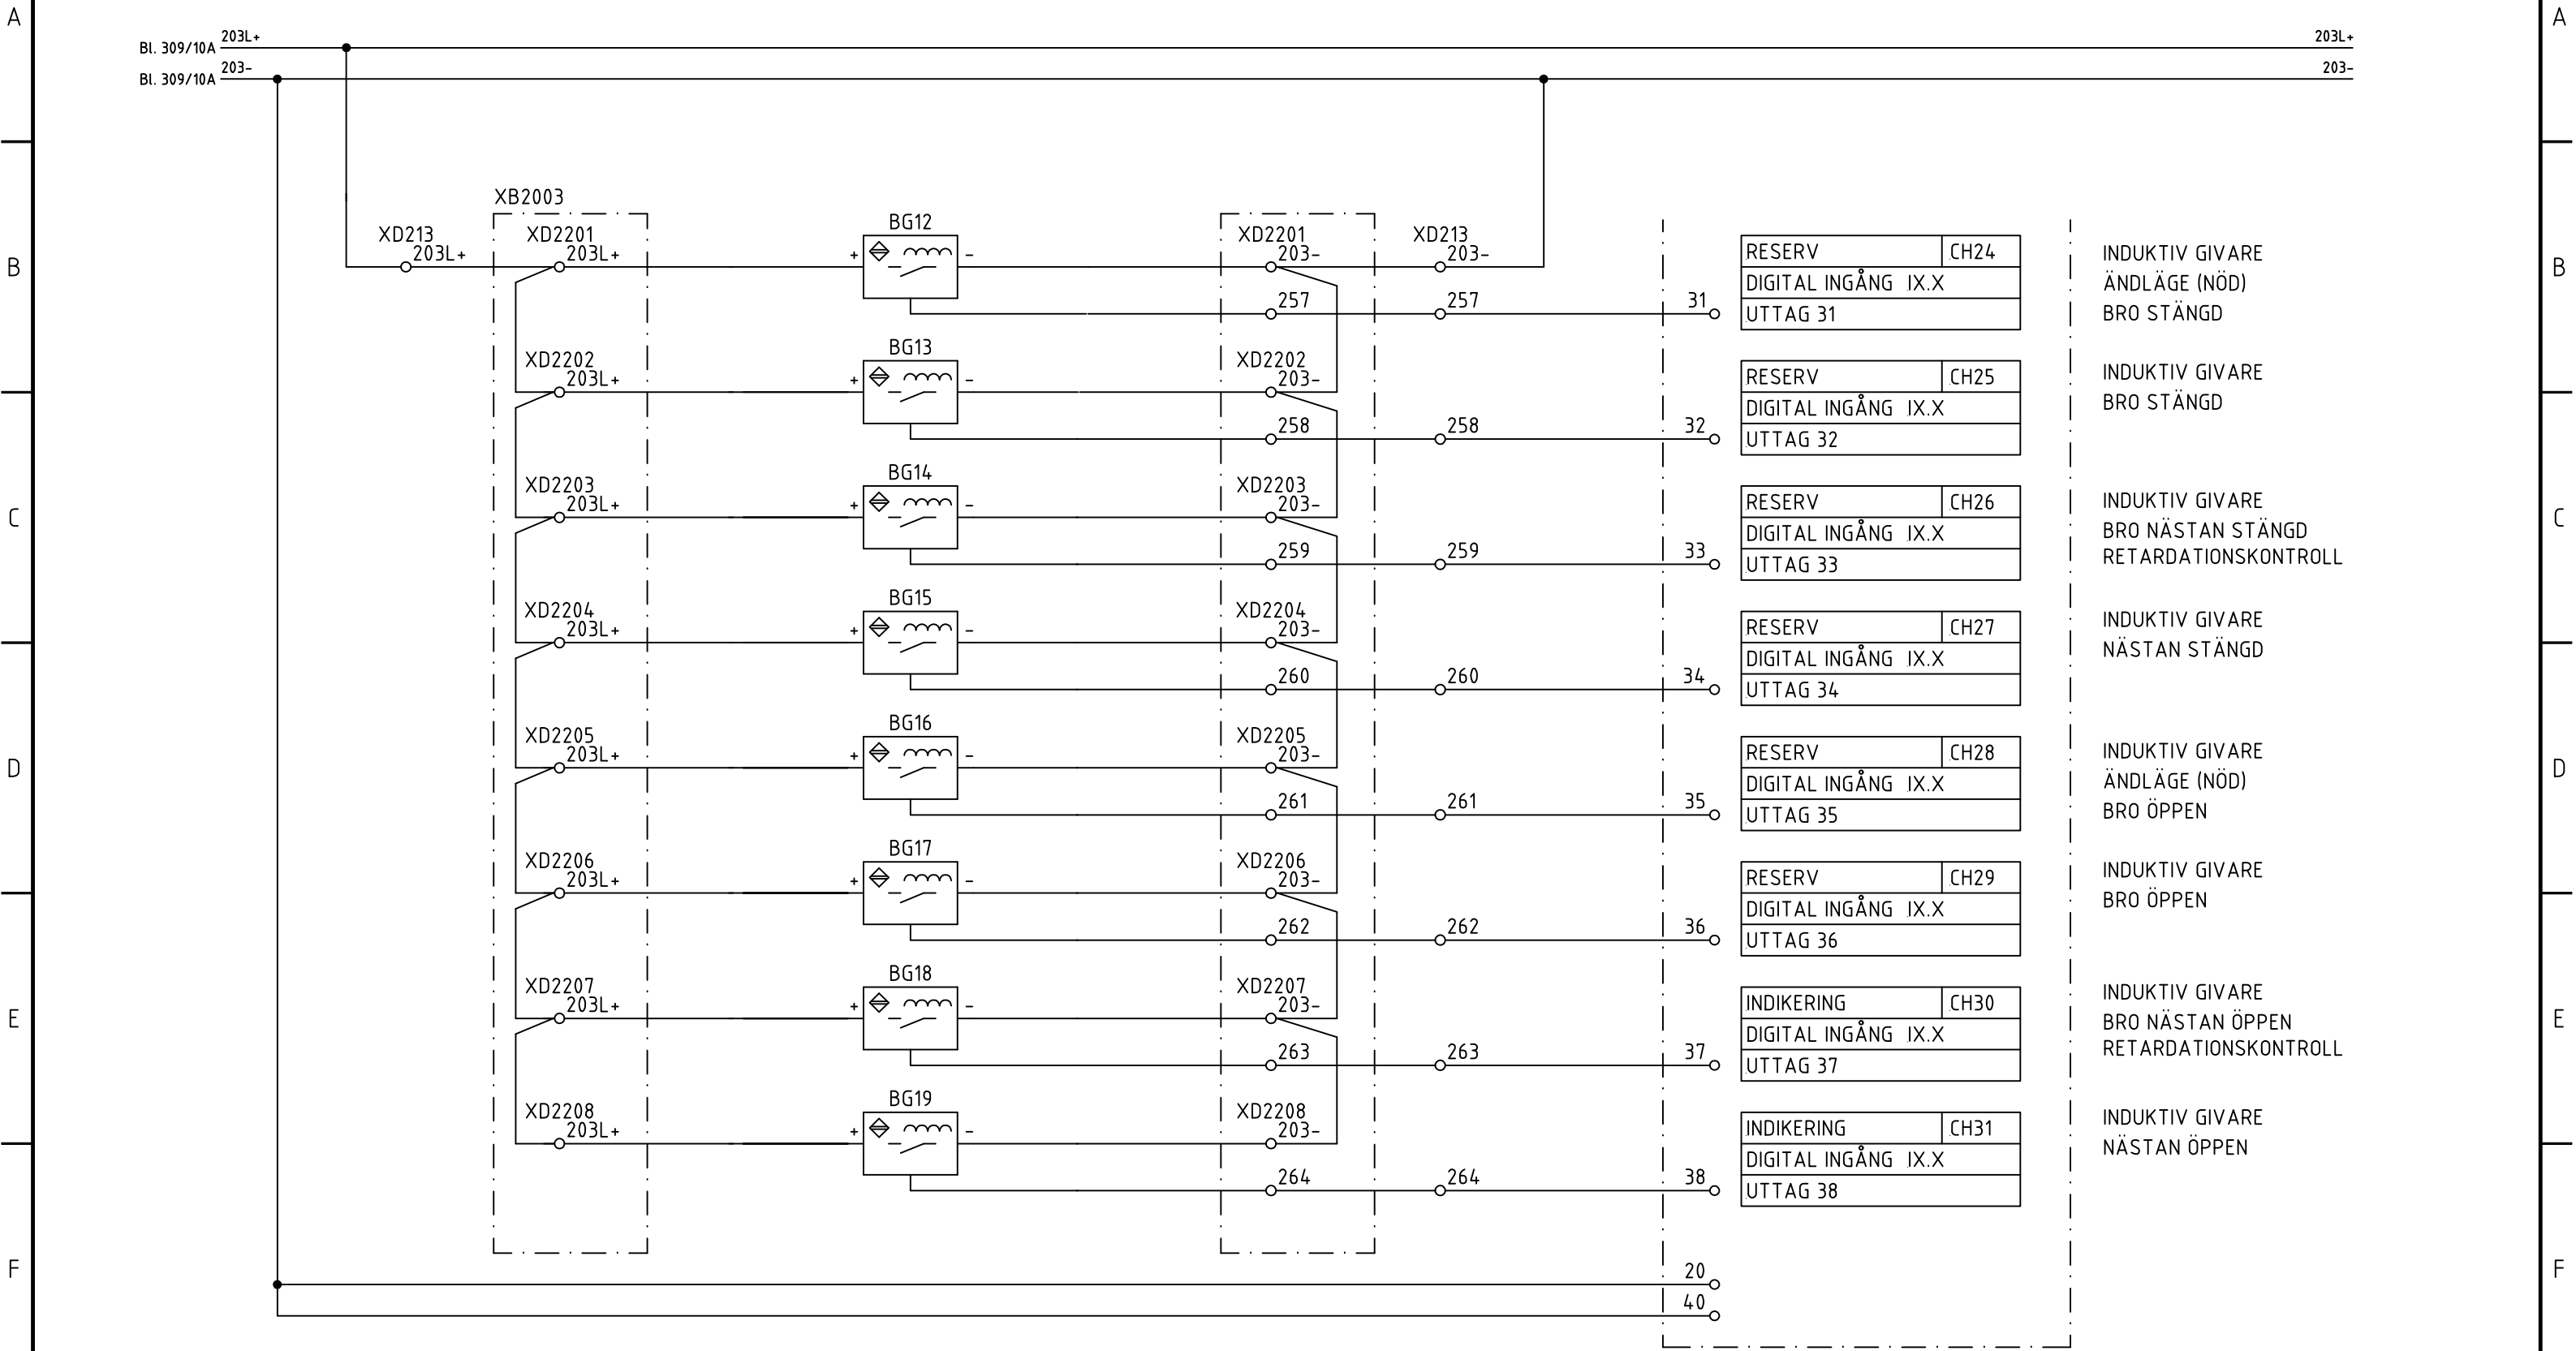 A
A
203L+
Bl. 309/10A
203L+
203-
Bl. 309/10A
203-
XB2003
BG12
XD213
XD2201
XD2201
XD213
203L+
203L+
+
-
203-
203-
RESERV
CH24
INDUKTIV GIVARE
B
B
DIGITAL INGÅNG IX.X
ÄNDLÄGE (NÖD)
257
257
31
UTTAG 31
BRO STÄNGD
BG13
XD2202
XD2202
203L+
+
-
203-
RESERV
CH25
INDUKTIV GIVARE
DIGITAL INGÅNG IX.X
BRO STÄNGD
258
258
32
UTTAG 32
BG14
XD2203
XD2203
203L+
+
-
203-
RESERV
CH26
INDUKTIV GIVARE
C
C
DIGITAL INGÅNG IX.X
BRO NÄSTAN STÄNGD
259
259
33
UTTAG 33
RETARDATIONSKONTROLL
BG15
XD2204
XD2204
203L+
+
-
203-
RESERV
CH27
INDUKTIV GIVARE
DIGITAL INGÅNG IX.X
NÄSTAN STÄNGD
260
260
34
UTTAG 34
BG16
XD2205
XD2205
203L+
+
-
203-
RESERV
CH28
INDUKTIV GIVARE
D
D
DIGITAL INGÅNG IX.X
ÄNDLÄGE (NÖD)
261
261
35
UTTAG 35
BRO ÖPPEN
BG17
XD2206
XD2206
203L+
+
-
203-
RESERV
CH29
INDUKTIV GIVARE
DIGITAL INGÅNG IX.X
BRO ÖPPEN
262
262
36
UTTAG 36
BG18
XD2207
XD2207
203L+
+
-
203-
INDIKERING
CH30
INDUKTIV GIVARE
E
E
DIGITAL INGÅNG IX.X
BRO NÄSTAN ÖPPEN
263
263
37
UTTAG 37
RETARDATIONSKONTROLL
BG19
XD2208
XD2208
203L+
+
-
203-
INDIKERING
CH31
INDUKTIV GIVARE
DIGITAL INGÅNG IX.X
NÄSTAN ÖPPEN
264
264
38
UTTAG 38
F
F
20
40